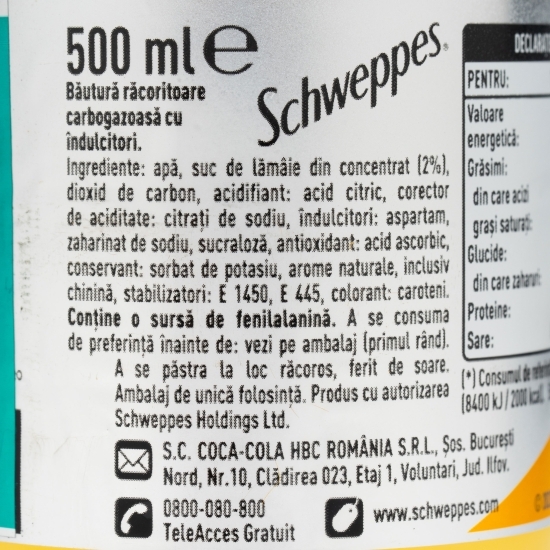 500 ml e
Schweppes
Băutură răcoritoare
carbogazoasă cu
îndulcitori.
Ingrediente: apă, suc de lămâie din concentrat (2%),
dioxid de carbon, acidifiant: acid citric, corector
de aciditate: citrați de sodiu, îndulcitori: aspartam,
zaharinat de sodiu, sucraloză, antioxidant: acid ascorbic,
conservant: sorbat de potasiu, arome naturale, inclusiv
chinină, stabilizatori: E 1450, E 445, colorant: caroteni.
Conține o sursă de fenilalanină. A se consuma
de preferință înainte de: vezi pe ambalaj (primul rând).
A se păstra la loc răcoros, ferit de soare.
Ambalaj de unică folosință. Produs cu autorizarea
Schweppes Holdings Ltd.
S.C. COCA-COLA HBC ROMÂNIA S.R.L., Șos. București
Nord, Nr.10, Clădirea 023, Etaj 1, Voluntari, Jud. Ilfov.
0800-080-800
TeleAcces Gratuit
www.schweppes.com
PENTRU:
Valoare
energetică:
Grăsimi:
din care acizi
grași saturați:
Glucide:
din care zaharuri:
Proteine:
Sare:
(*) Consumul de
(8400 kJ / 2000 kcal).